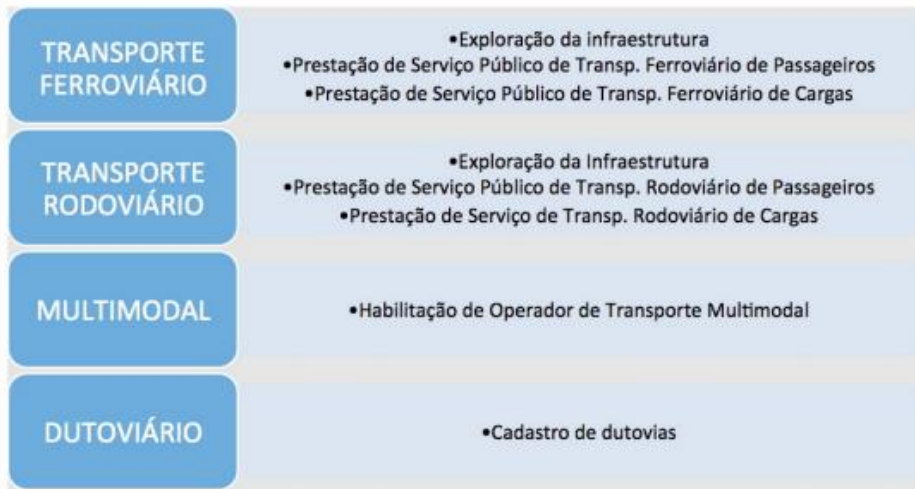 TRANSPORTE
FERROVIÁRIO
•Exploração da infraestrutura
•Prestação de Serviço Público de Transp. Ferroviário de Passageiros
•Prestação de Serviço Público de Transp. Ferroviário de Cargas
TRANSPORTE
RODOVIÁRIO
•Exploração da Infraestrutura
•Prestação de Serviço Público de Transp. Rodoviário de Passageiros
•Prestação de Serviço de Transp. Rodoviário de Cargas
MULTIMODAL
•Habilitação de Operador de Transporte Multimodal
DUTOVIÁRIO
•Cadastro de dutovias